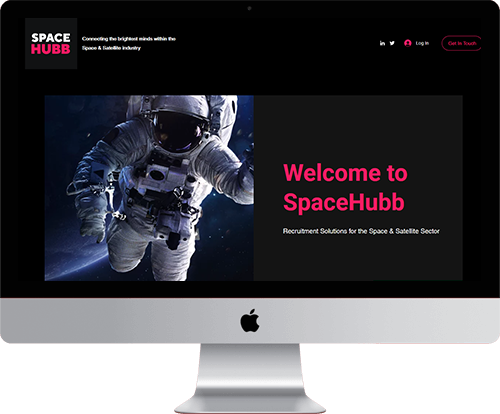 SPACE
HUBB
Connecting the brightest minds within the
Space & Satellite industry
Log In
Get In Touch
Welcome to
SpaceHubb
Recruitment Solutions for the Space & Satellite Sector